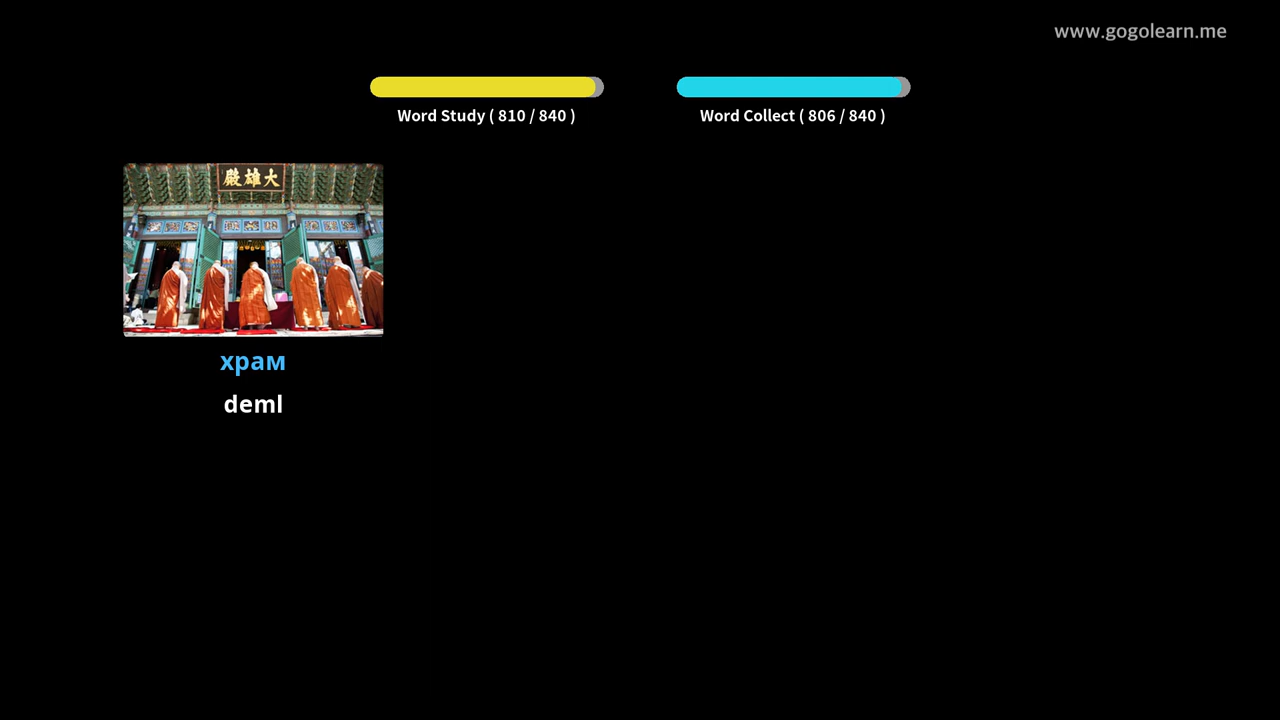 www.gogolearn.me
Word Study ( 810 / 840 )
Word Collect ( 806 / 840 )
殿雄大
храм
deml